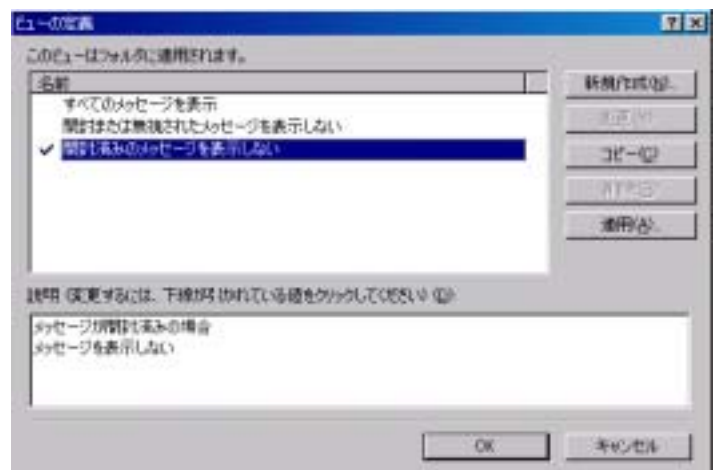 ビューの定義
このビューはフォルダに適用されます。
名前
すべてのメッセージを表示
開封または無視されたメッセージを表示しない
開封済みのメッセージを表示しない
新規作成(N)...
コピー(C)
適用(A)...
説明 (変更するには、下線が引かれている値をクリックしてください) (D):
メッセージが開封済みの場合
メッセージを表示しない
OK
キャンセル